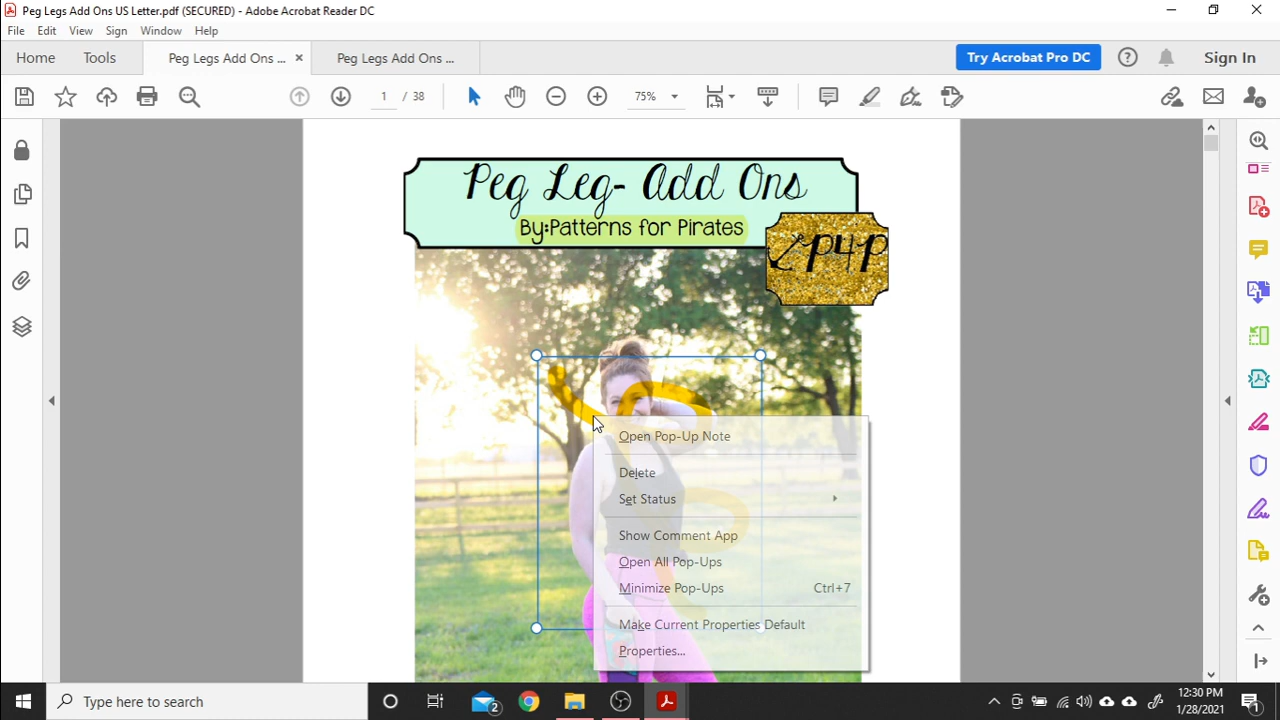 Peg Legs Add Ons US Letter.pdf (SECURED) - Adobe Acrobat Reader DC
File Edit View Sign Window Help
Home Tools Peg Legs Add Ons ... × Peg Legs Add Ons ... Try Acrobat Pro DC Sign In
1 / 38 75%
Peg Leg- Add Ons
By:Patterns for Pirates
P4P
Open Pop-Up Note
Delete
Set Status
Show Comment App
Open All Pop-Ups
Minimize Pop-Ups Ctrl+7
Make Current Properties Default
Properties...
Type here to search
2
12:30 PM
1/28/2021
1